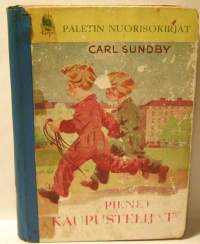 PALETIN NUORISOKIRJAT
CARL SUNDBY
PIENET
KAUPUSTELIJAT